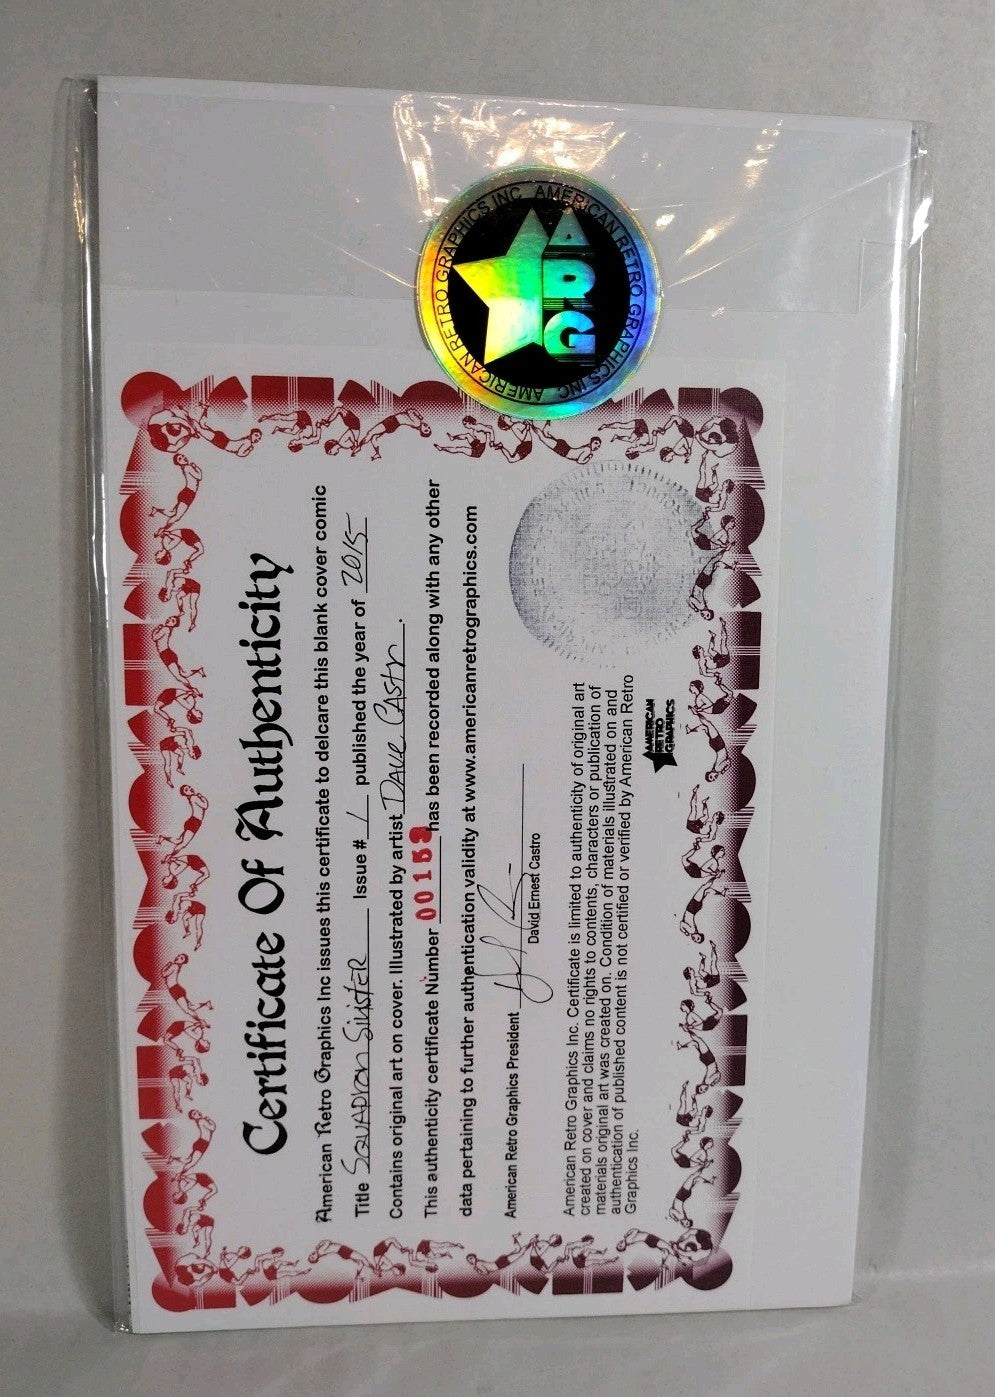 AMERICAN RETRO GRAPHICS INC AMERICAN RETRO GRAPHICS INC
ARG
Certificate Of Authenticity
American Retro Graphics Inc issues this certificate to delcare this blank cover comic
Title Squadron Sinister Issue # 1 published the year of 2015
Contains original art on cover. Illustrated by artist Dave Castr.
This authenticity certificate Number 00158 has been recorded along with any other
data pertaining to further authentication validity at www.americanretrographics.com
American Retro Graphics President
David Ernest Castro
American Retro Graphics Inc. Certificate is limited to authenticity of original art
created on cover and claims no rights to contents, characters or publication of
materials original art was created on. Condition of materials illustrated on and
authentication of published content is not certified or verified by American Retro
Graphics Inc.
AMERICAN
RETRO
GRAPHICS